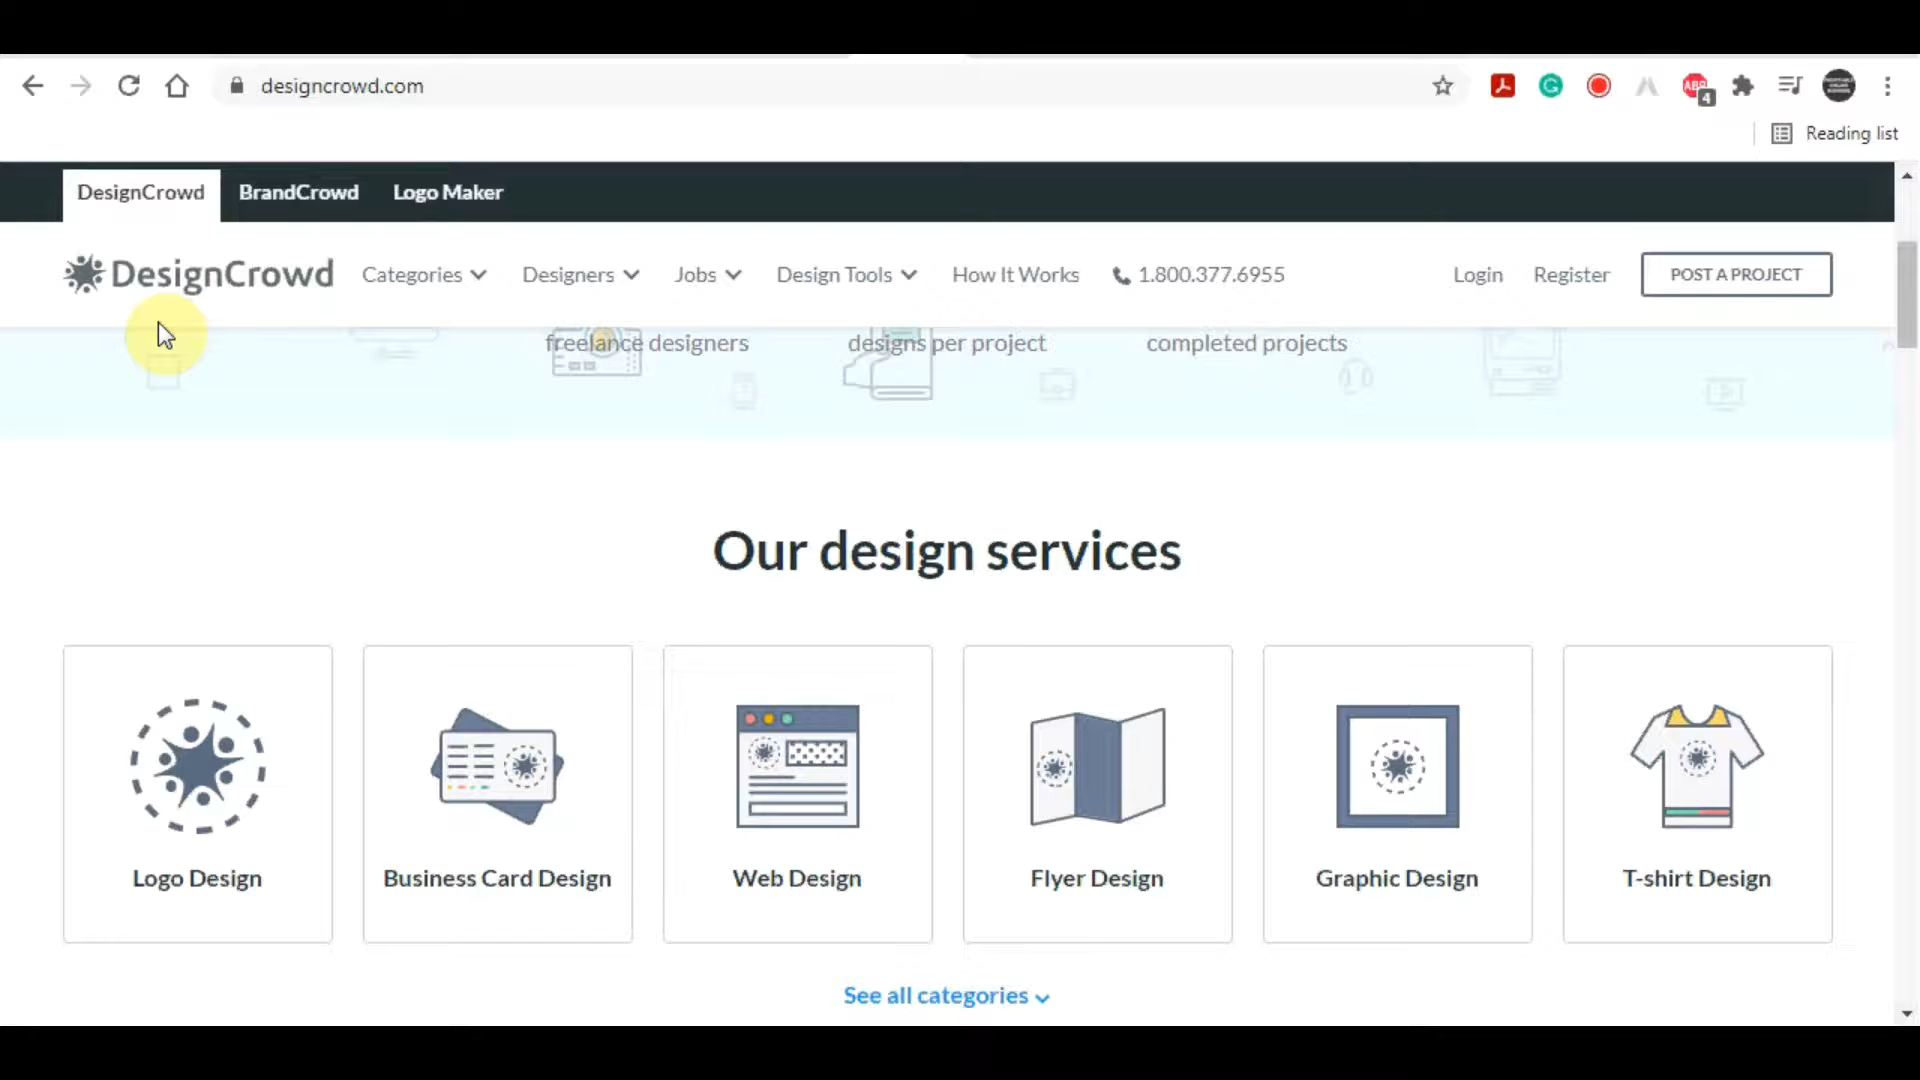 designcrowd.com
ABP
4
Reading list
DesignCrowd BrandCrowd Logo Maker
DesignCrowd Categories Designers Jobs Design Tools How It Works 1.800.377.6955 Login Register POST A PROJECT
freelance designers designs per project completed projects
Our design services
Logo Design Business Card Design Web Design Flyer Design Graphic Design T-shirt Design
See all categories